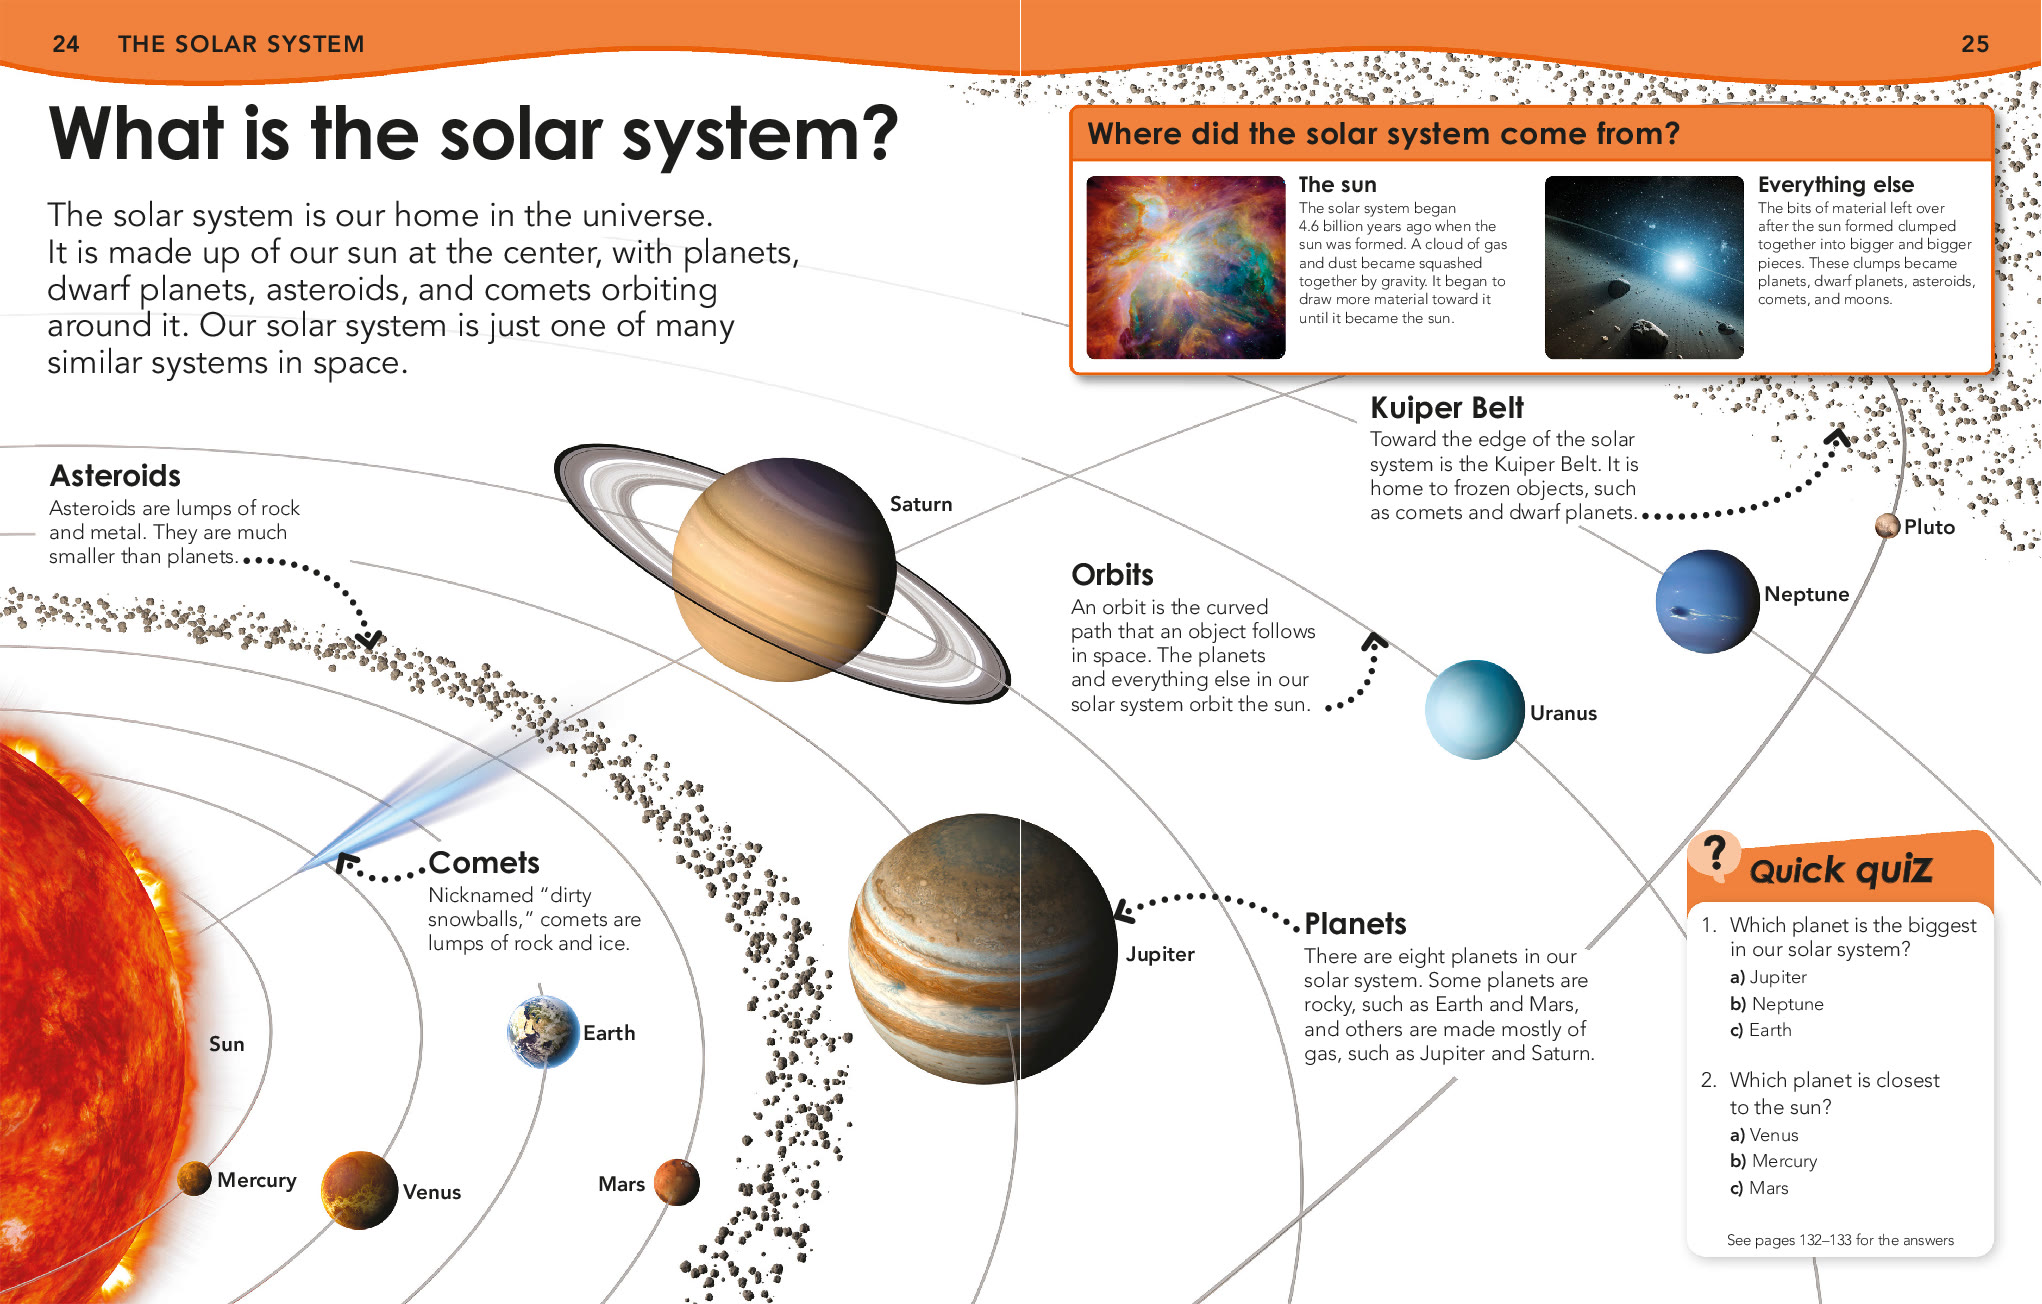 24 THE SOLAR SYSTEM
25
What is the solar system?
The solar system is our home in the universe.
It is made up of our sun at the center, with planets,
dwarf planets, asteroids, and comets orbiting
around it. Our solar system is just one of many
similar systems in space.
Where did the solar system come from?
The sun
The solar system began
4.6 billion years ago when the
sun was formed. A cloud of gas
and dust became squashed
together by gravity. It began to
draw more material toward it
until it became the sun.
Everything else
The bits of material left over
after the sun formed clumped
together into bigger and bigger
pieces. These clumps became
planets, dwarf planets, asteroids,
comets, and moons.
Asteroids
Asteroids are lumps of rock
and metal. They are much
smaller than planets.
Saturn
Kuiper Belt
Toward the edge of the solar
system is the Kuiper Belt. It is
home to frozen objects, such
as comets and dwarf planets.
Pluto
Neptune
Orbits
An orbit is the curved
path that an object follows
in space. The planets
and everything else in our
solar system orbit the sun.
Uranus
Comets
Nicknamed “dirty
snowballs,” comets are
lumps of rock and ice.
Jupiter
Planets
There are eight planets in our
solar system. Some planets are
rocky, such as Earth and Mars,
and others are made mostly of
gas, such as Jupiter and Saturn.
Sun
Earth
Mercury
Venus
Mars
?
Quick quiz
1. Which planet is the biggest
in our solar system?
a) Jupiter
b) Neptune
c) Earth
2. Which planet is closest
to the sun?
a) Venus
b) Mercury
c) Mars
See pages 132–133 for the answers